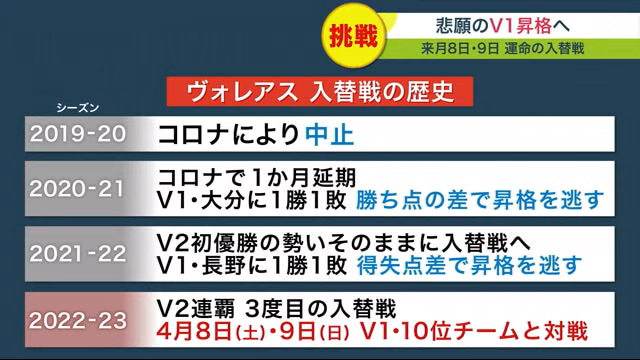 挑戦
悲願のV1昇格へ
来月8日・9日 運命の入替戦
ヴォレアス 入替戦の歴史
シーズン
2019-20
コロナにより中止
2020-21
コロナで1か月延期
V1・大分に1勝1敗 勝ち点の差で昇格を逃す
2021-22
V2初優勝の勢いそのままに入替戦へ
V1・長野に1勝1敗 得失点差で昇格を逃す
2022-23
V2連覇 3度目の入替戦
4月8日(土)・9日(日) V1・10位チームと対戦